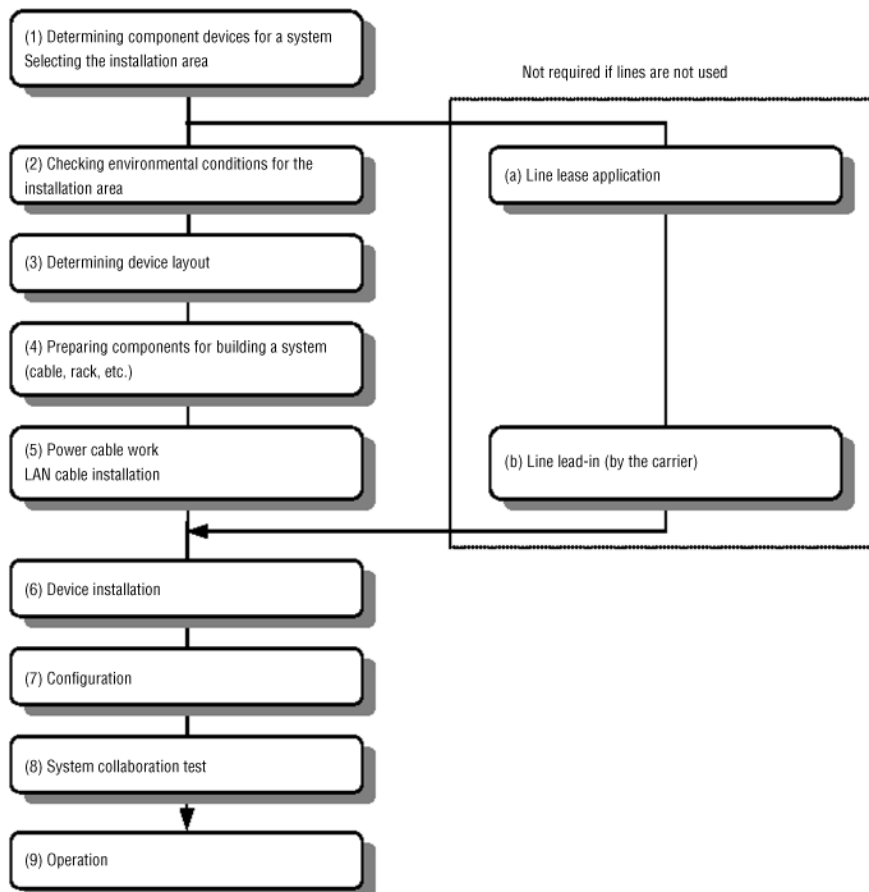 (1) Determining component devices for a system
Selecting the installation area
Not required if lines are not used
(2) Checking environmental conditions for the
installation area
(a) Line lease application
(3) Determining device layout
(4) Preparing components for building a system
(cable, rack, etc.)
(5) Power cable work
LAN cable installation
(b) Line lead-in (by the carrier)
(6) Device installation
(7) Configuration
(8) System collaboration test
(9) Operation